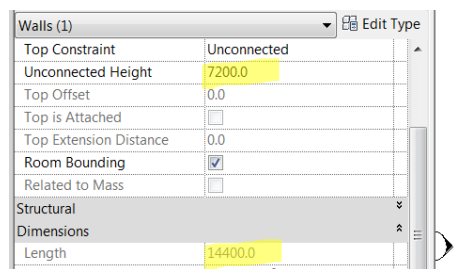 Walls (1) Edit Type
Top Constraint Unconnected
Unconnected Height 7200.0
Top Offset 0.0
Top is Attached
Top Extension Distance 0.0
Room Bounding
Related to Mass
Structural
Dimensions
Length 14400.0